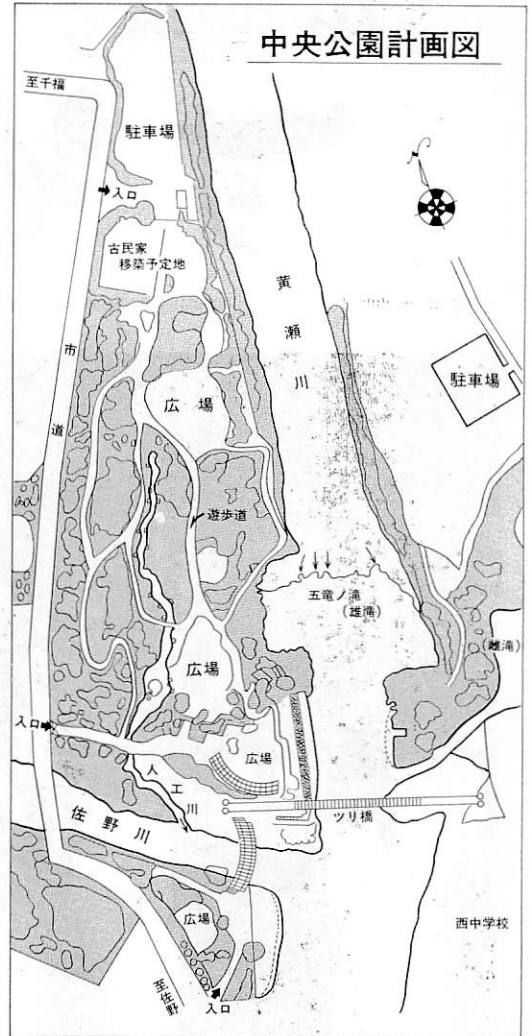 中央公園計画図
至千福
駐車場
入口
古民家
移築予定地
黄瀬川
市道
駐車場
広場
遊歩道
五竜ノ滝
(雄滝)
(雌滝)
広場
入口
広場
人工川
佐野川
ツリ橋
広場
西中学校
至佐野
入口